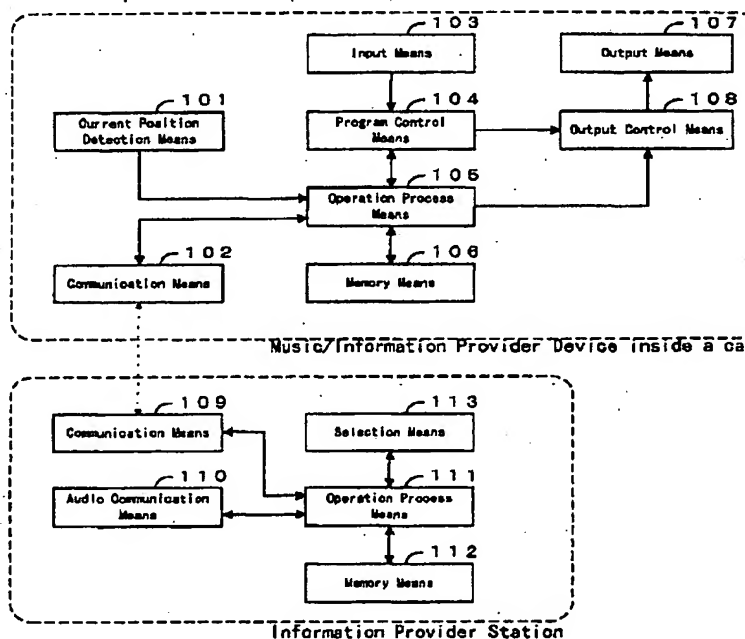 103
Input Means
107
Output Means
101
Current Position
Detection Means
104
Program Control
Means
108
Output Control Means
105
Operation Process
Means
102
Communication Means
106
Memory Means
Music/Information Provider Device inside a ca
109
Communication Means
113
Selection Means
110
Audio Communication
Means
111
Operation Process
Means
112
Memory Means
Information Provider Station